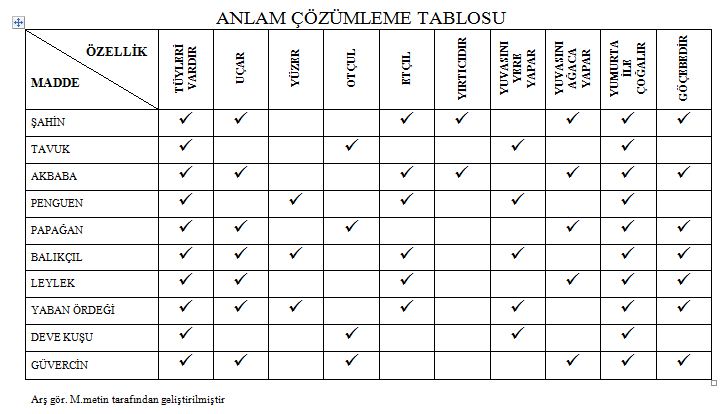 ANLAM ÇÖZÜMLEME TABLOSU
ÖZELLİK
MADDE
TÜYLERİ VARDIR
UÇAR
YÜZER
OTÇUL
ETÇIL
YIRTICIDIR
YUVASINI YERE YAPAR
YUVASINI AĞACA YAPAR
YUMURTA İLE ÇOĞALIR
GÖÇEBEDİR
ŞAHİN ✓ ✓ ✓ ✓ ✓ ✓ ✓
TAVUK ✓ ✓ ✓ ✓
AKBABA ✓ ✓ ✓ ✓ ✓ ✓ ✓
PENGUEN ✓ ✓ ✓ ✓ ✓
PAPAĞAN ✓ ✓ ✓ ✓ ✓ ✓
BALIKÇIL ✓ ✓ ✓ ✓ ✓ ✓ ✓
LEYLEK ✓ ✓ ✓ ✓ ✓ ✓
YABAN ÖRDEĞİ ✓ ✓ ✓ ✓ ✓ ✓ ✓
DEVE KUŞU ✓ ✓ ✓ ✓
GÜVERCİN ✓ ✓ ✓ ✓ ✓ ✓
Arş gör. M.metin tarafından geliştirilmiştir